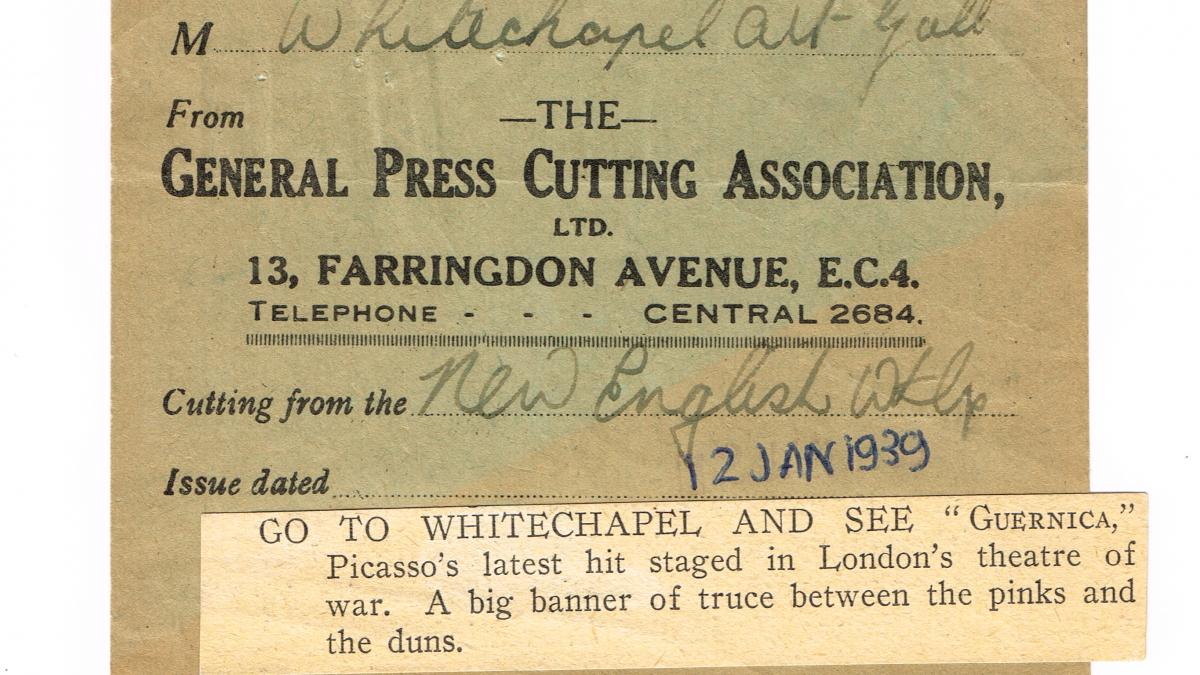 M Whitechapel Art Gall
From —THE—
GENERAL PRESS CUTTING ASSOCIATION,
LTD.
13, FARRINGDON AVENUE, E.C.4.
TELEPHONE - - - CENTRAL 2684.
Cutting from the New English Wkly
Issue dated 12 JAN 1939
GO TO WHITECHAPEL AND SEE “GUERNICA,”
Picasso’s latest hit staged in London’s theatre of
war. A big banner of truce between the pinks and
the duns.